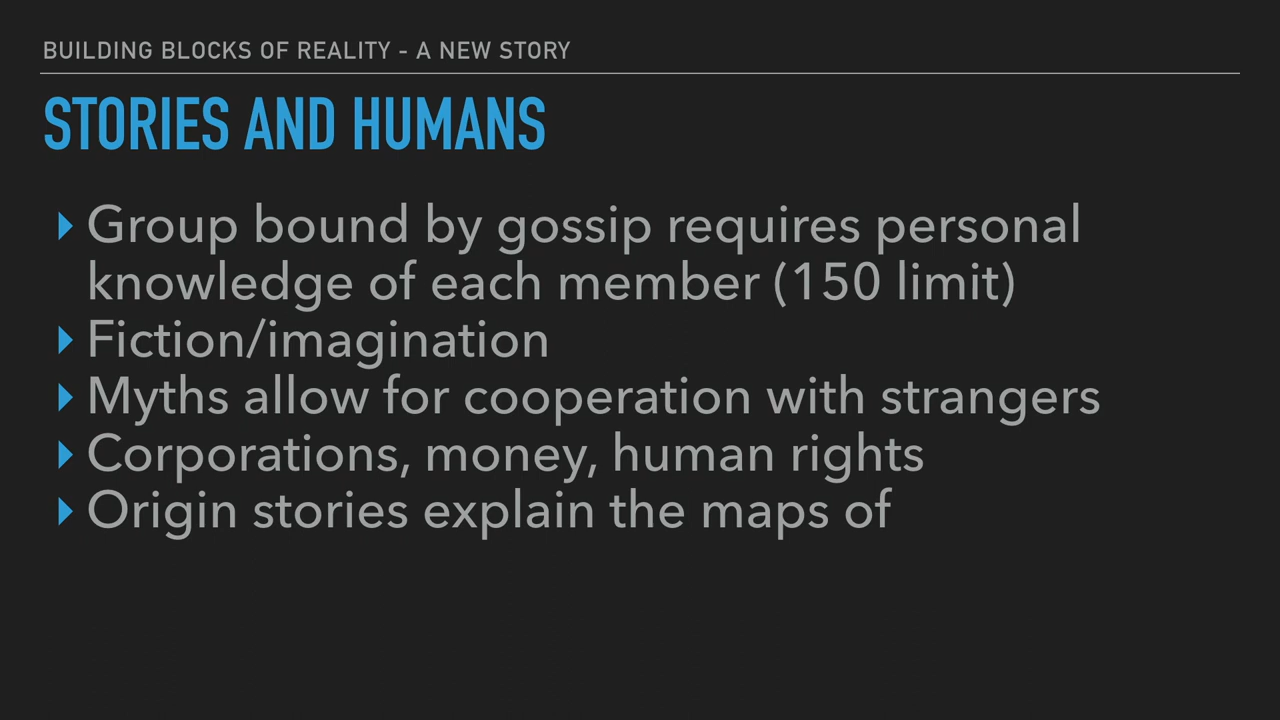 BUILDING BLOCKS OF REALITY - A NEW STORY
STORIES AND HUMANS
Group bound by gossip requires personal
knowledge of each member (150 limit)
Fiction/imagination
Myths allow for cooperation with strangers
Corporations, money, human rights
Origin stories explain the maps of